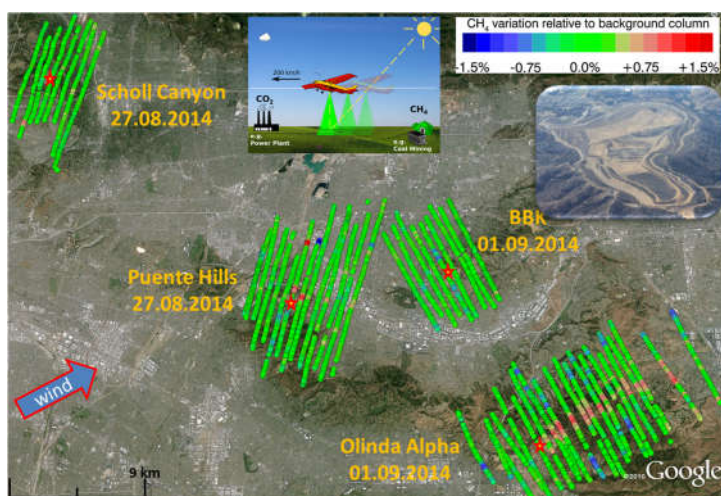 CH₄ variation relative to background column
-1.5% -0.75 0.0% +0.75 +1.5%
200 km/h
CO₂
e.g.
Power Plant
CH₄
e.g.
Coal Mining
Scholl Canyon
27.08.2014
BBK
01.09.2014
Puente Hills
27.08.2014
wind
Olinda Alpha
01.09.2014
9 km
Google